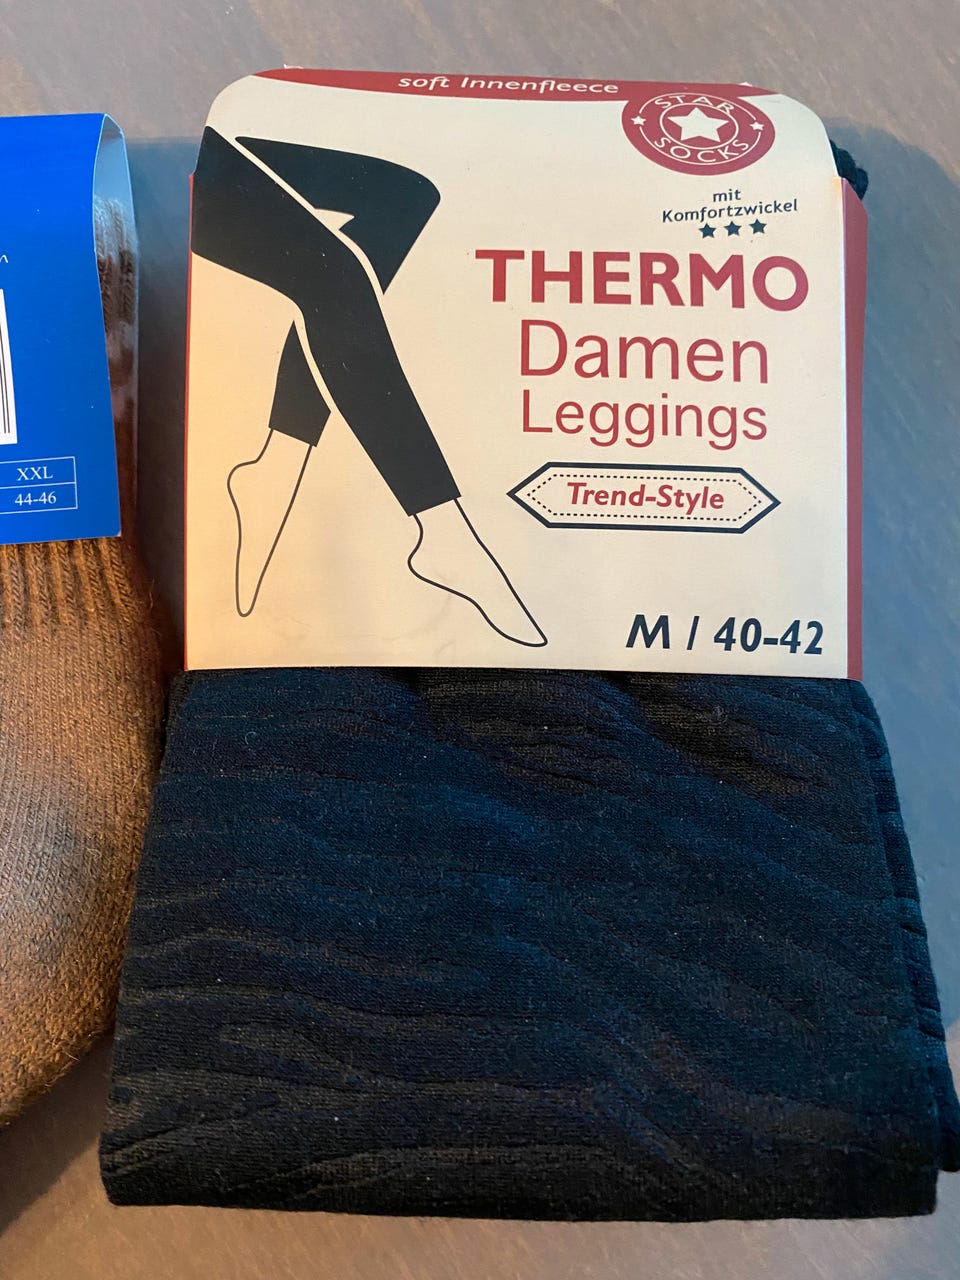 soft Innenfleece
STAR
SOCKS
mit
Komfortzwickel
THERMO
Damen
Leggings
Trend-Style
M / 40-42
XXL
44-46